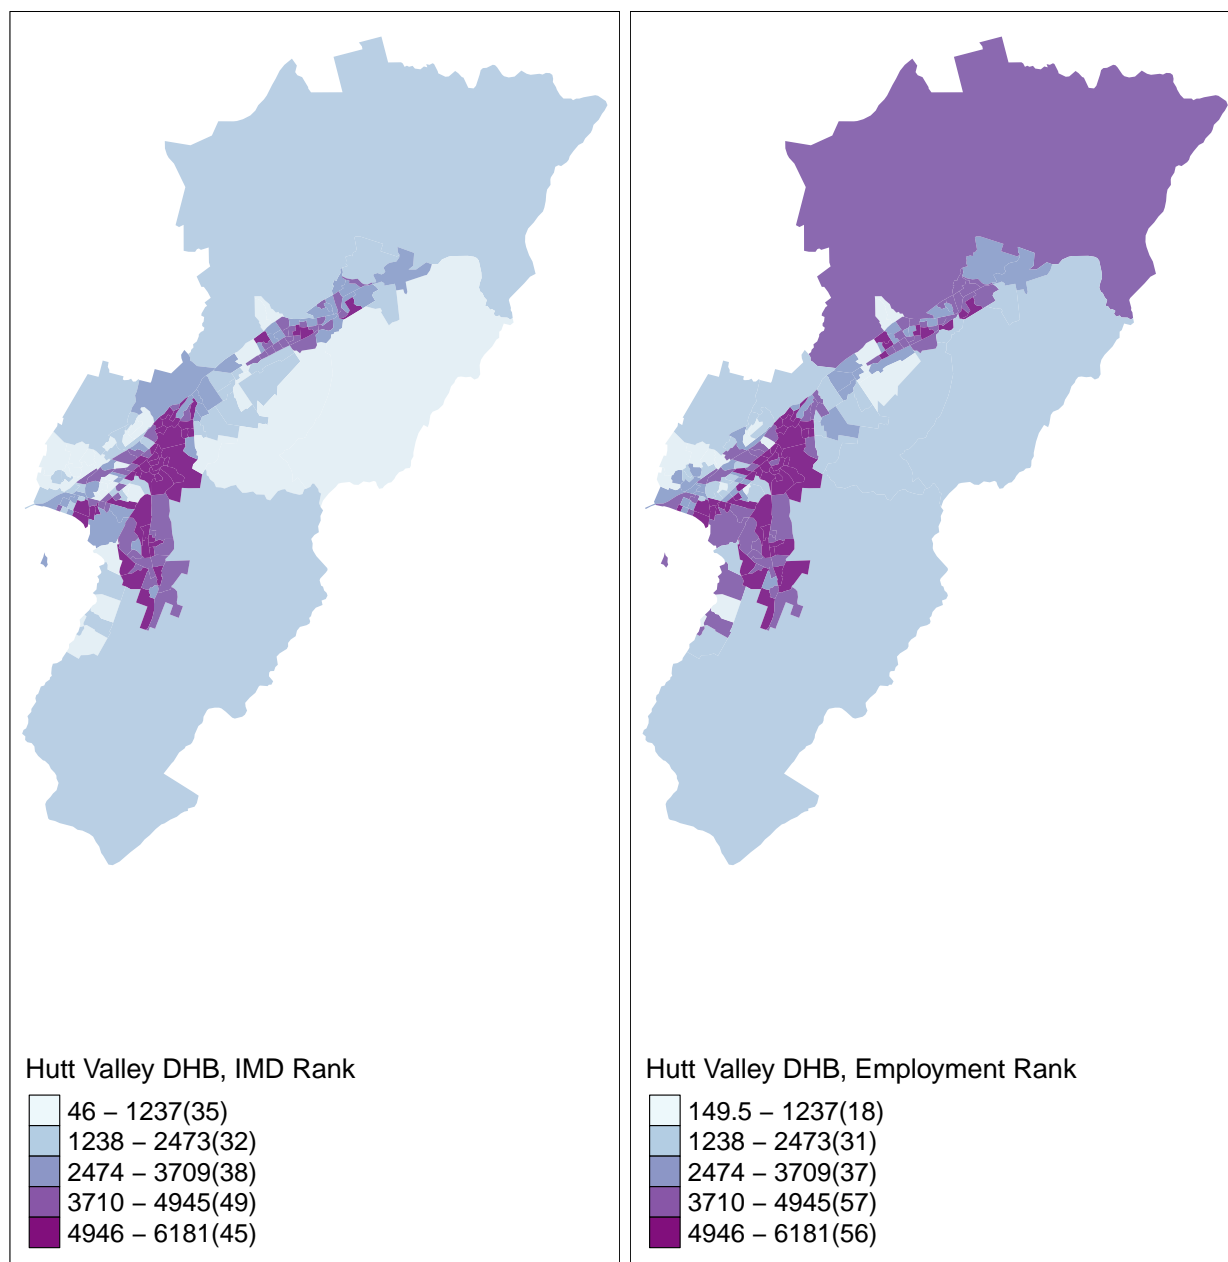 Hutt Valley DHB, IMD Rank
46 – 1237(35)
1238 – 2473(32)
2474 – 3709(38)
3710 – 4945(49)
4946 – 6181(45)
Hutt Valley DHB, Employment Rank
149.5 – 1237(18)
1238 – 2473(31)
2474 – 3709(37)
3710 – 4945(57)
4946 – 6181(56)